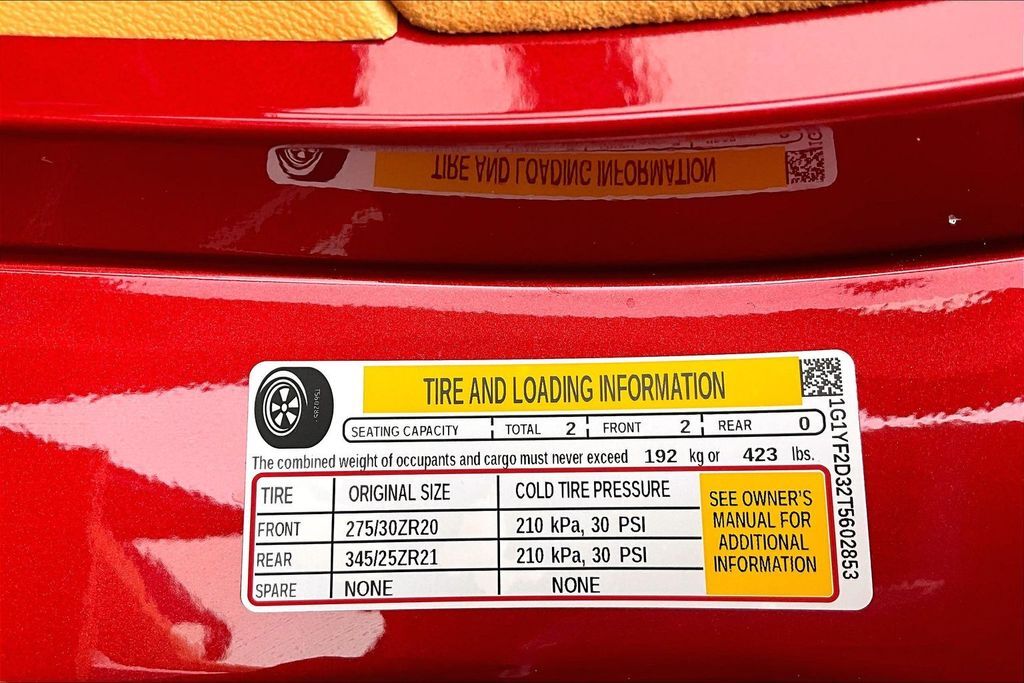 TIRE AND LOADING INFORMATION
TIRE AND LOADING INFORMATION
SEATING CAPACITY TOTAL 2 FRONT 2 REAR 0
The combined weight of occupants and cargo must never exceed 192 kg or 423 lbs.
TIRE ORIGINAL SIZE COLD TIRE PRESSURE
FRONT 275/30ZR20 210 kPa, 30 PSI
REAR 345/25ZR21 210 kPa, 30 PSI
SPARE NONE NONE
SEE OWNER'S
MANUAL FOR
ADDITIONAL
INFORMATION
1G1YF2D32T5602853